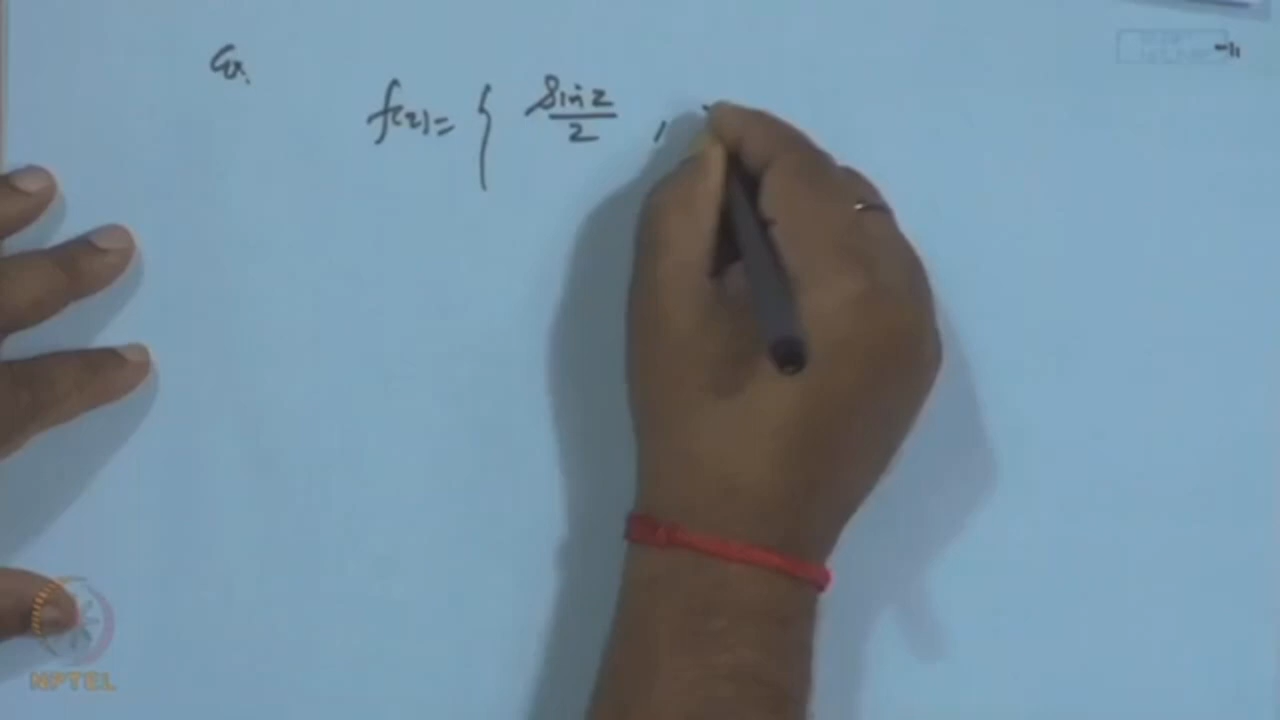 Ex.
f(z) = { sin z / z ,
NPTEL